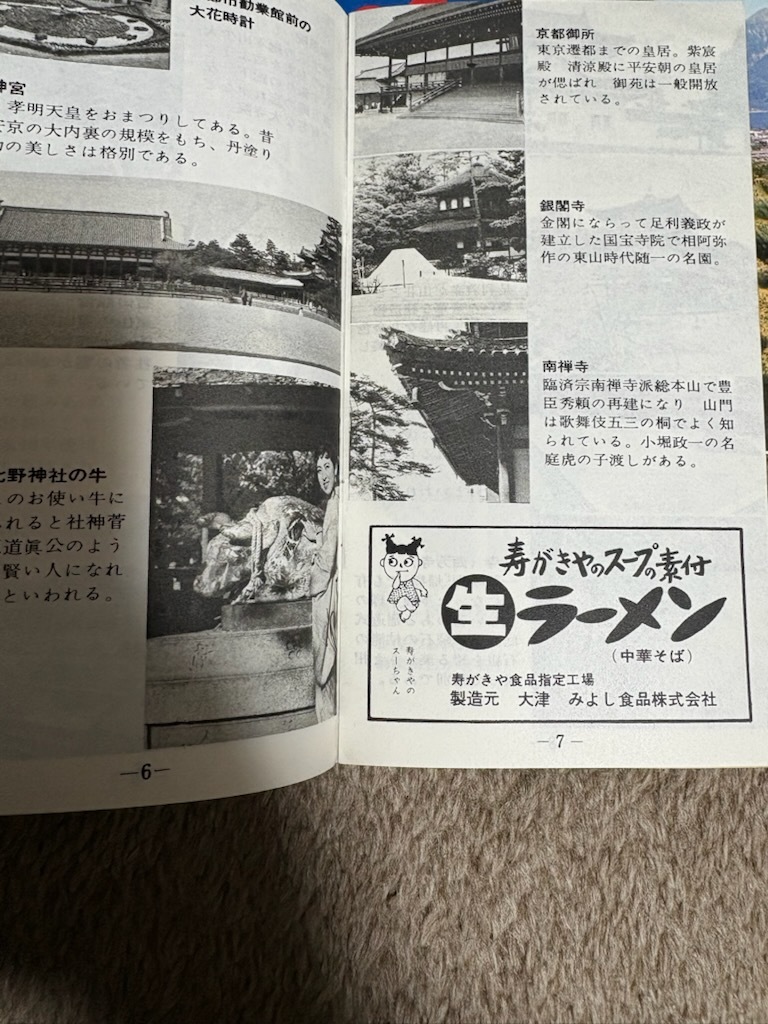 都市勧業館前の
大花時計
神宮
孝明天皇をおまつりしてある。昔
京の大内裏の規模をもち、丹塗り
の美しさは格別である。
野神社の牛
のお使い牛に
れると社神菅
道眞公のよう
賢い人になれ
といわれる。
―6―
京都御所
東京遷都までの皇居。紫宸
殿　清涼殿に平安朝の皇居
が偲ばれ　御苑は一般開放
されている。
銀閣寺
金閣にならって足利義政が
建立した国宝寺院で相阿弥
作の東山時代随一の名園。
南禅寺
臨済宗南禅寺派総本山で豊
臣秀頼の再建になり　山門
は歌舞伎五三の桐でよく知
られている。小堀政一の名
庭虎の子渡しがある。
寿がきやのスープの素付
生ラーメン
(中華そば)
寿がきやの
スーちゃん
寿がきや食品指定工場
製造元　大津　みよし食品株式会社
―7―